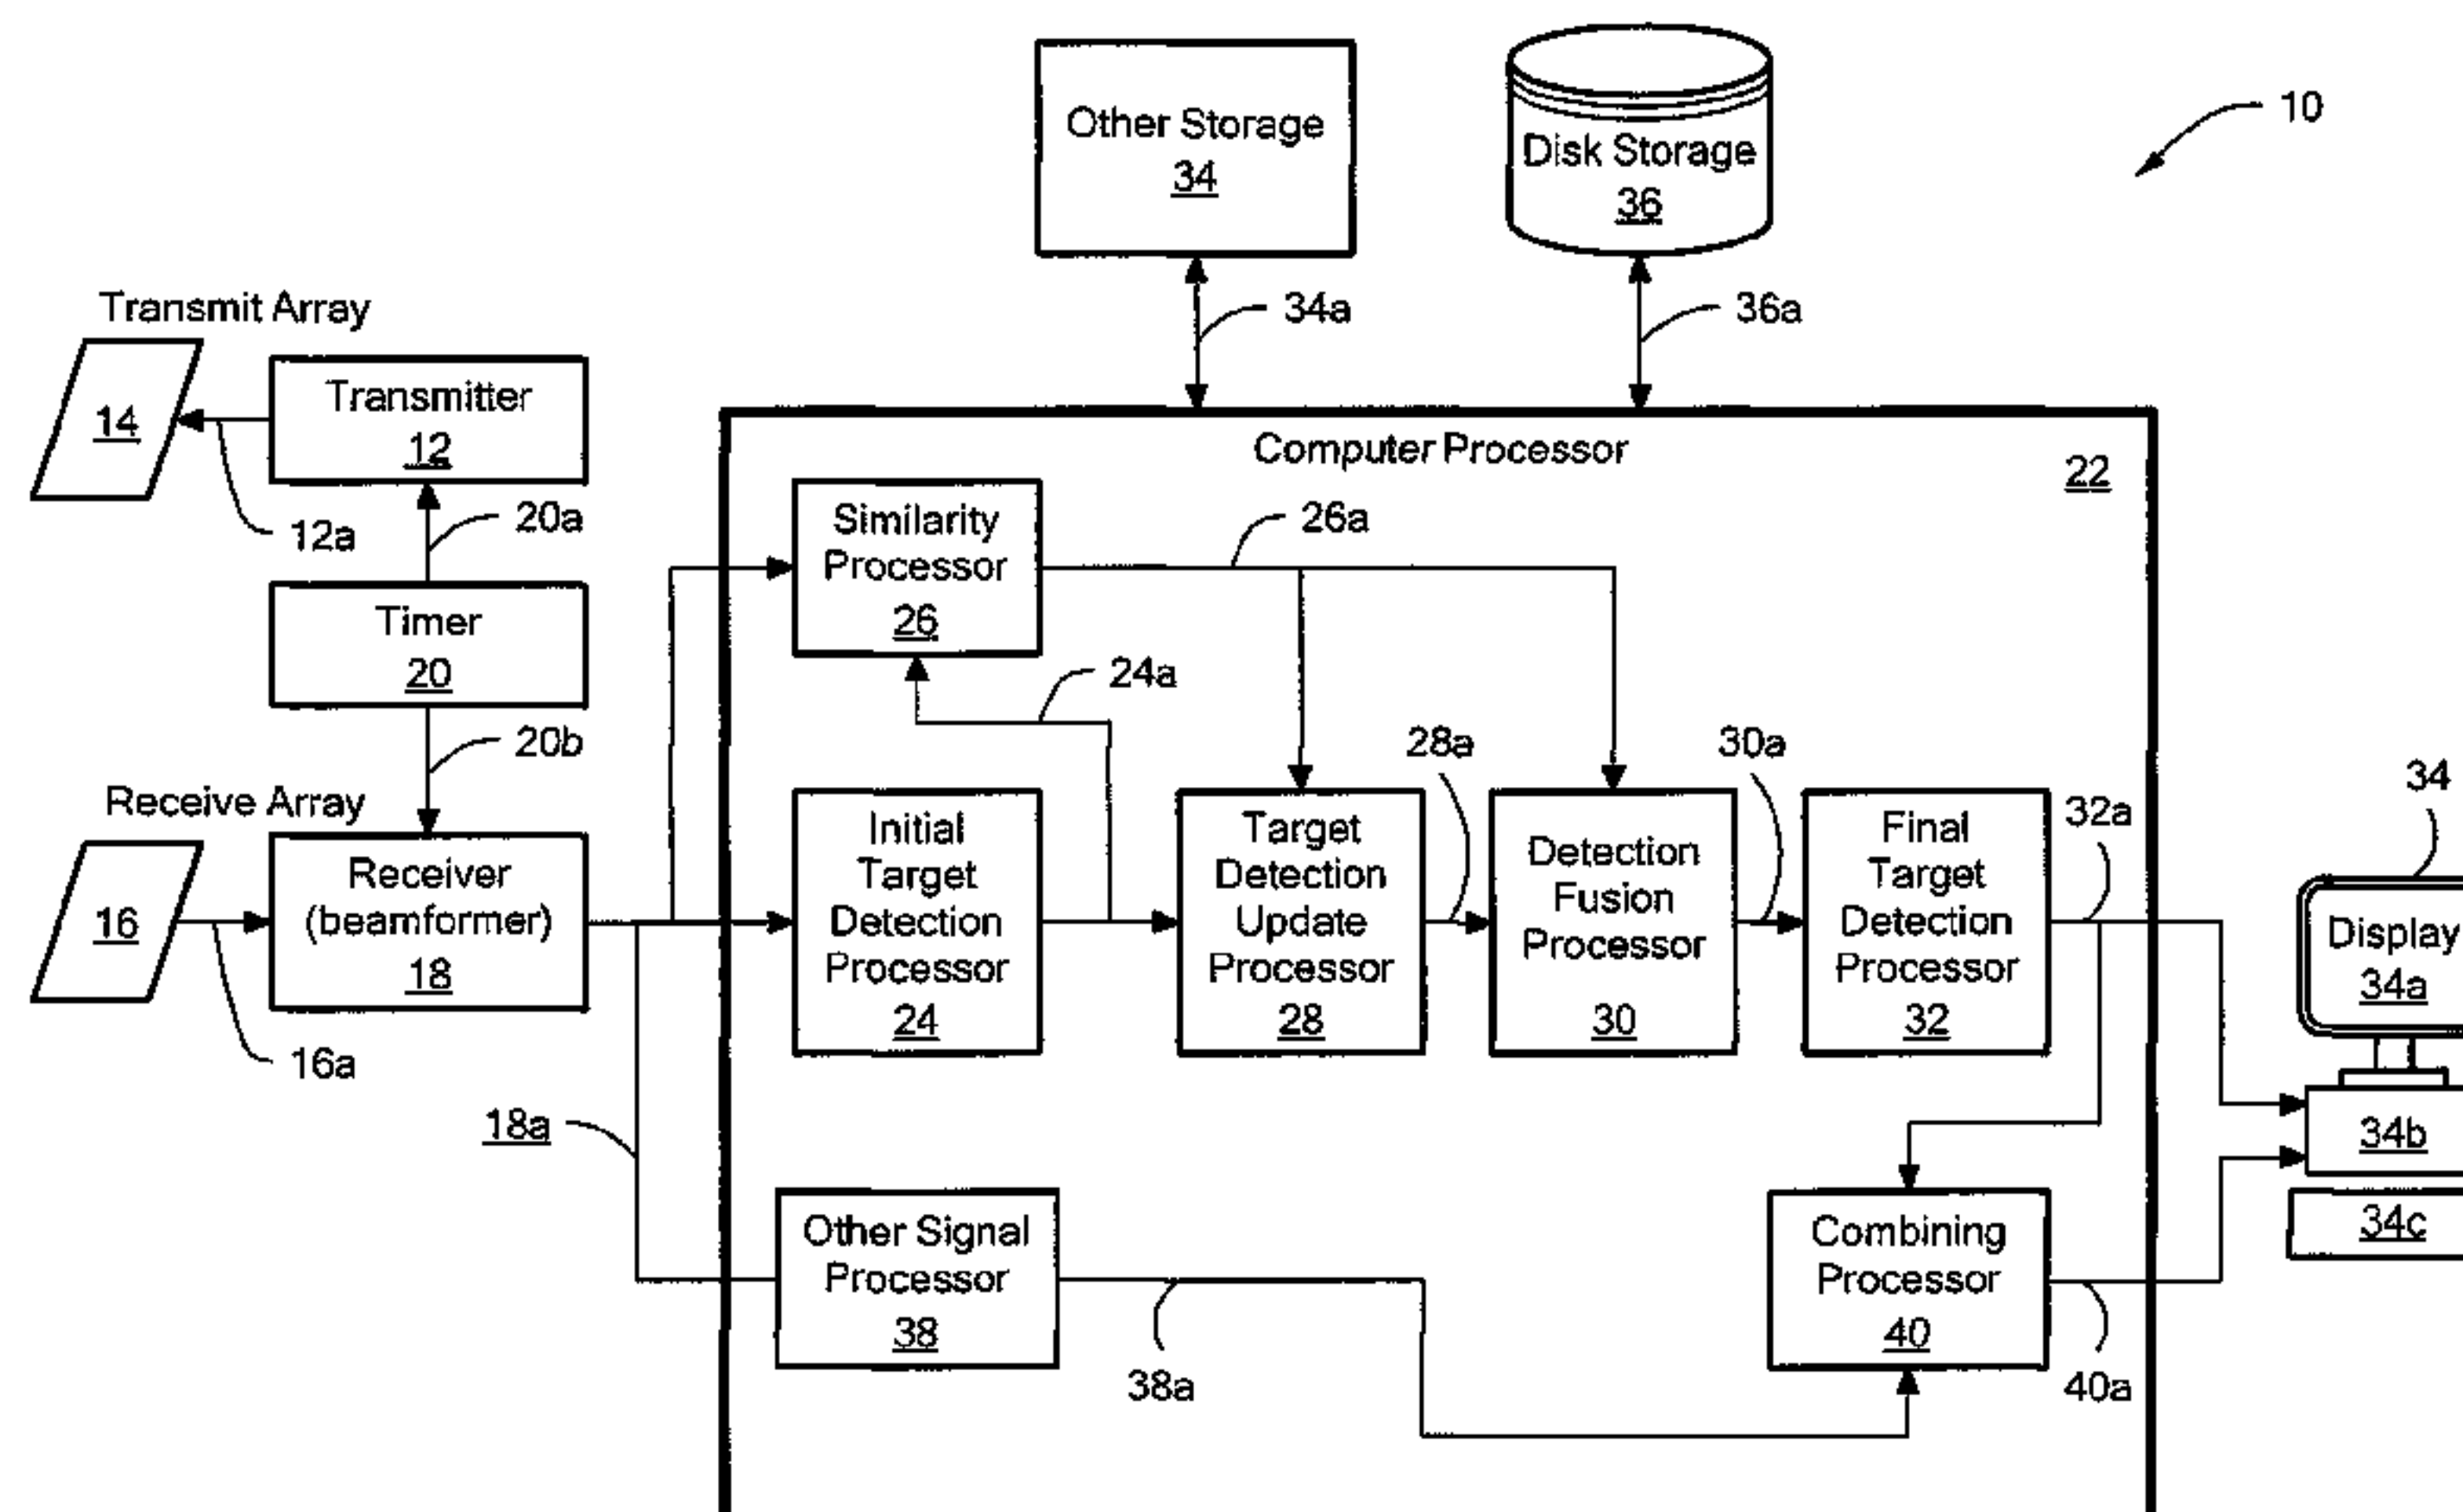 10
Other Storage
34
Disk Storage
36
34a
36a
Transmit Array
14
Transmitter
12
12a
20a
Timer
20
20b
Receive Array
16
16a
Receiver
(beamformer)
18
18a
Computer Processor
22
Similarity
Processor
26
26a
24a
Initial
Target
Detection
Processor
24
Target
Detection
Update
Processor
28
28a
Detection
Fusion
Processor
30
30a
Final
Target
Detection
Processor
32
32a
34
Display
34a
34b
34c
Other Signal
Processor
38
38a
Combining
Processor
40
40a